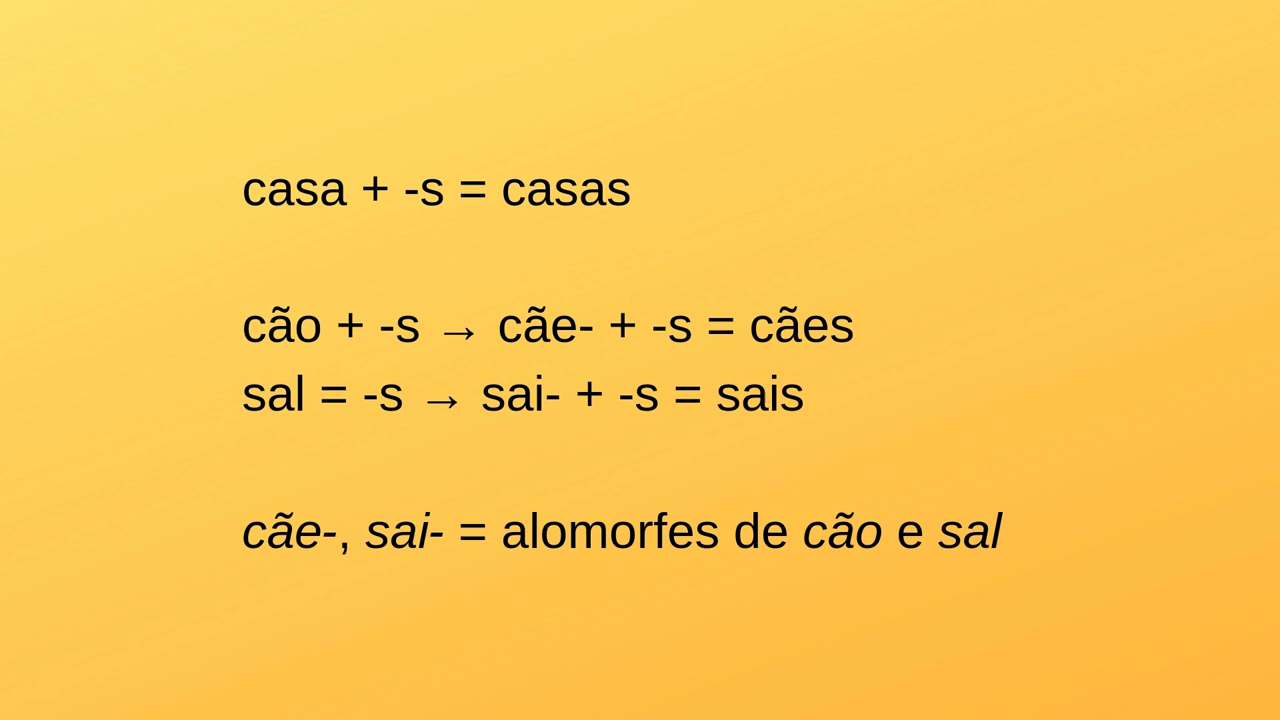 casa + -s = casas
cão + -s → cãe- + -s = cães
sal = -s → sai- + -s = sais
cãe-, sai- = alomorfes de cão e sal